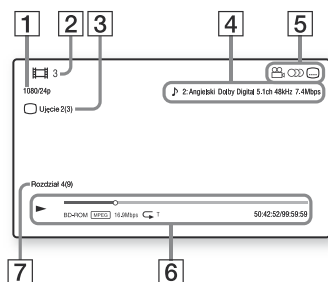 1 2 3 4 5
3
1080/24p
2: Angielski Dolby Digital 5.1ch 48kHz 7.4Mbps
Ujęcie 2(3)
Rozdział 4(9)
BD-ROM MPEG 16.9Mbps T 50:42:52/99:59:59
7 6